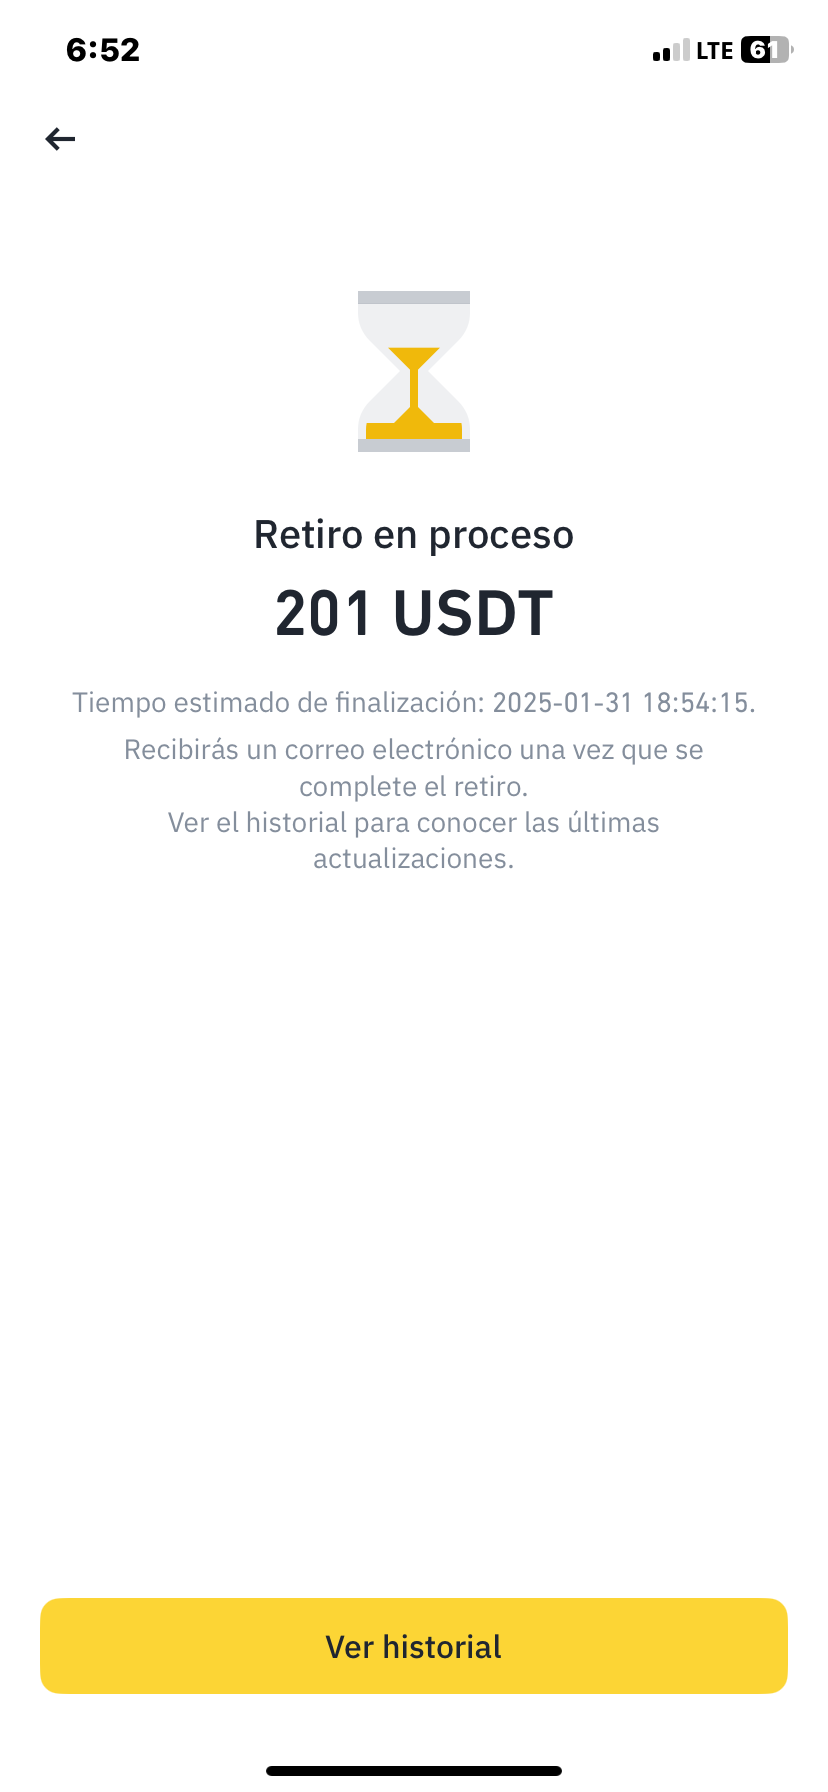 6:52
LTE 61
Retiro en proceso
201 USDT
Tiempo estimado de finalización: 2025-01-31 18:54:15.
Recibirás un correo electrónico una vez que se
complete el retiro.
Ver el historial para conocer las últimas
actualizaciones.
Ver historial